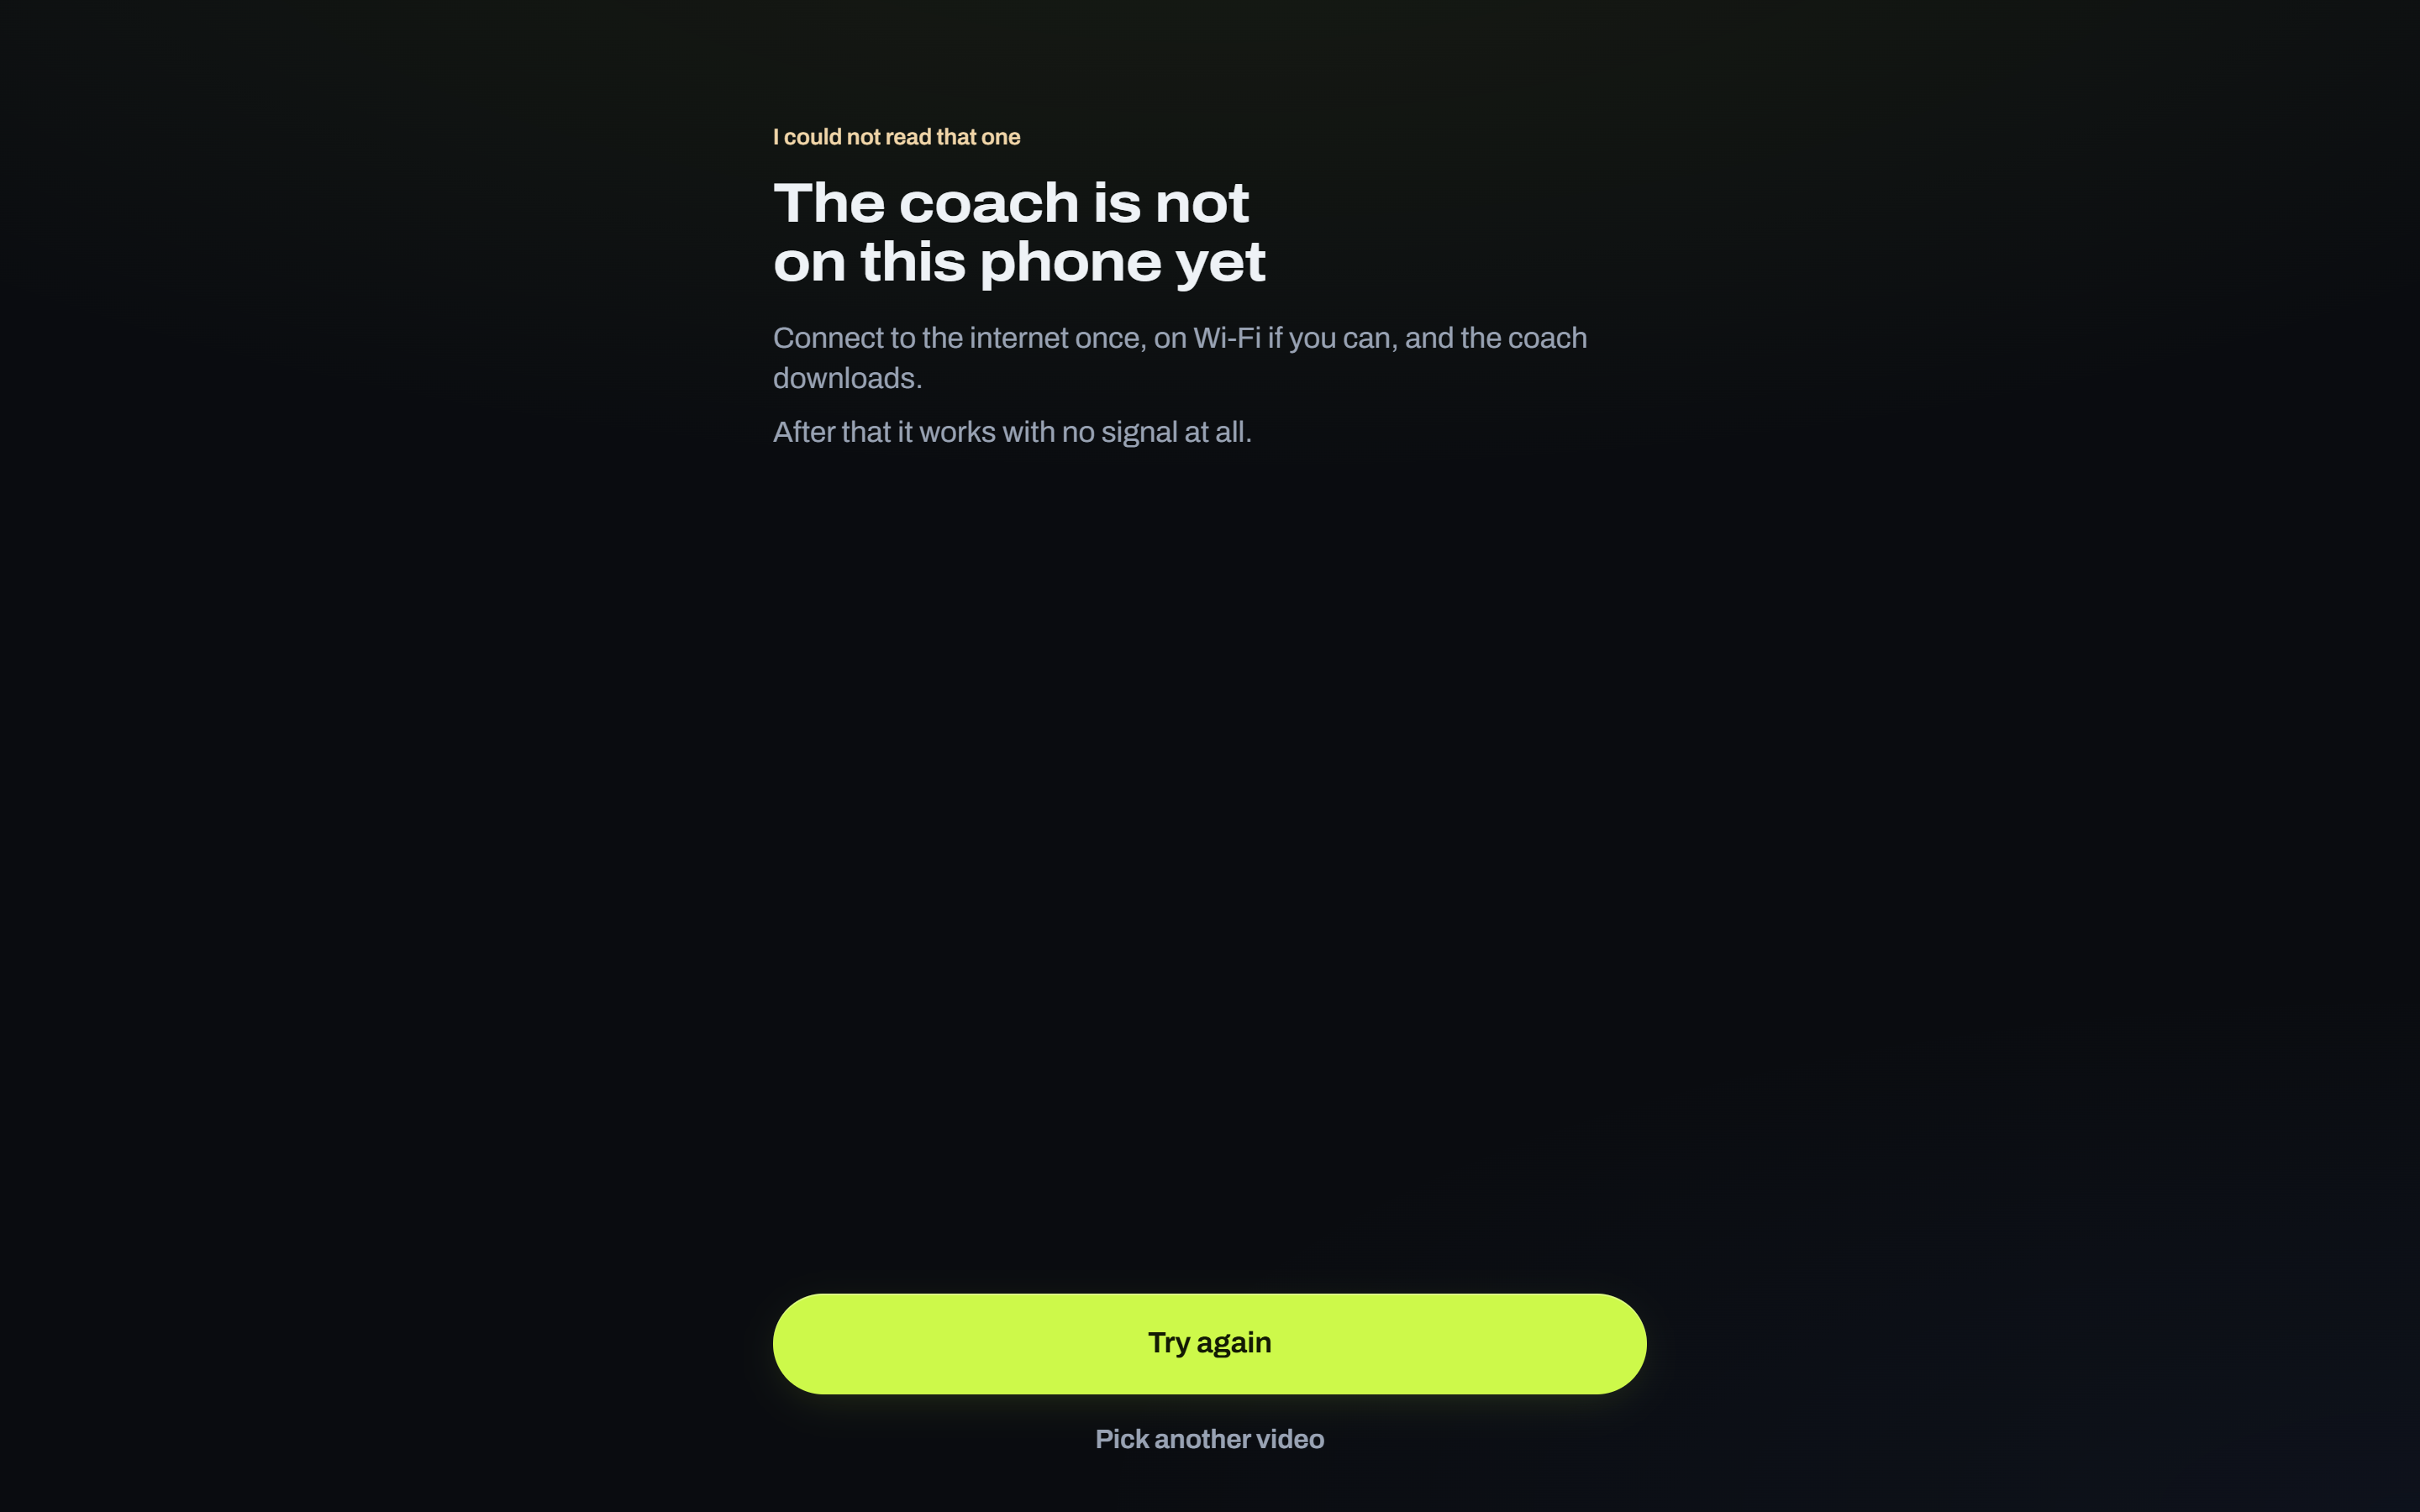 I could not read that one
The coach is not
on this phone yet
Connect to the internet once, on Wi-Fi if you can, and the coach
downloads.
After that it works with no signal at all.
Try again
Pick another video